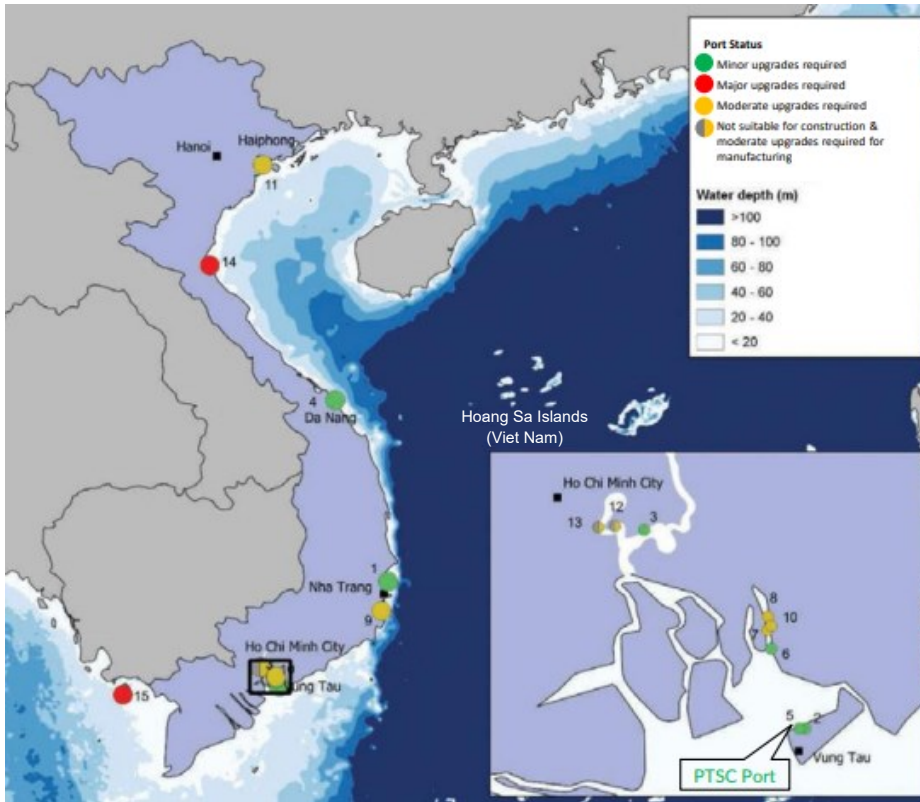 Port Status
Minor upgrades required
Major upgrades required
Moderate upgrades required
Not suitable for construction &
moderate upgrades required for
manufacturing
Water depth (m)
>100
80 - 100
60 - 80
40 - 60
20 - 40
< 20
Hanoi
Haiphong
11
14
4
Da Nang
Hoang Sa Islands
(Viet Nam)
1
Nha Trang
9
Ho Chi Minh City
Vung Tau
15
Ho Chi Minh City
12
13
3
8
10
7
6
5
2
Vung Tau
PTSC Port